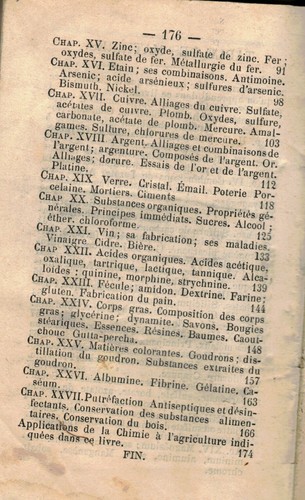 — 176 —
CHAP. XV. Zinc; oxyde, sulfate de zinc. Fer;
oxydes, sulfate de fer. Métallurgie du fer. 91
CHAP. XVI. Etain; ses combinaisons. Antimoine.
Arsenic; acide arsénieux; sulfures d'arsenic.
Bismuth. Nickel. 98
CHAP. XVII. Cuivre. Alliages du cuivre. Sulfate,
acétates de cuivre. Plomb. Oxydes, sulfure,
carbonate, acétate de plomb. Mercure. Amal-
games. Sulfure, chlorures de mercure. 103
CHAP. XVIII Argent. Alliages et combinaisons de
l'argent; argenture. Composés de l'argent. Or.
Alliages; dorure. Essais de l'or et de l'argent.
Platine. 112
CHAP. XIX Verre. Cristal. Émail. Poterie Por-
celaine. Mortiers. Ciments 118
CHAP XX. Substances organiques. Propriétés gé-
nérales. Principes immédiats. Sucres. Alcool;
éther, chloroforme. 125
CHAP. XXI. Vin; sa fabrication; ses maladies.
Vinaigre. Cidre. Bière. 133
CHAP XXII. Acides organiques. Acides acétique,
oxalique, tartrique, lactique, tannique. Alca-
loïdes: quinine, morphine, strychnine. 139
CHAP. XXIII. Fécule; amidon. Dextrine. Farine;
gluten. Fabrication du pain. 144
CHAP. XXIV. Corps gras. Composition des corps
gras; glycérine; dynamite. Savons. Bougies
stéariques. Essences. Résines. Baumes. Caout-
chouc Gutta-percha. 148
CHAP. XXV. Matières colorantes. Goudrons; dis-
tillation du goudron. Substances extraites du
goudron. 157
CHAP. XXVI. Albumine. Fibrine. Gélatine. Ca-
séum. 163
CHAP. XXVII. Putréfaction Antiseptiques et désin-
fectants. Conservation des substances alimen-
taires. Conservation du bois. 166
Applications de la Chimie à l'agriculture indi-
quées dans ce livre. 174
FIN.